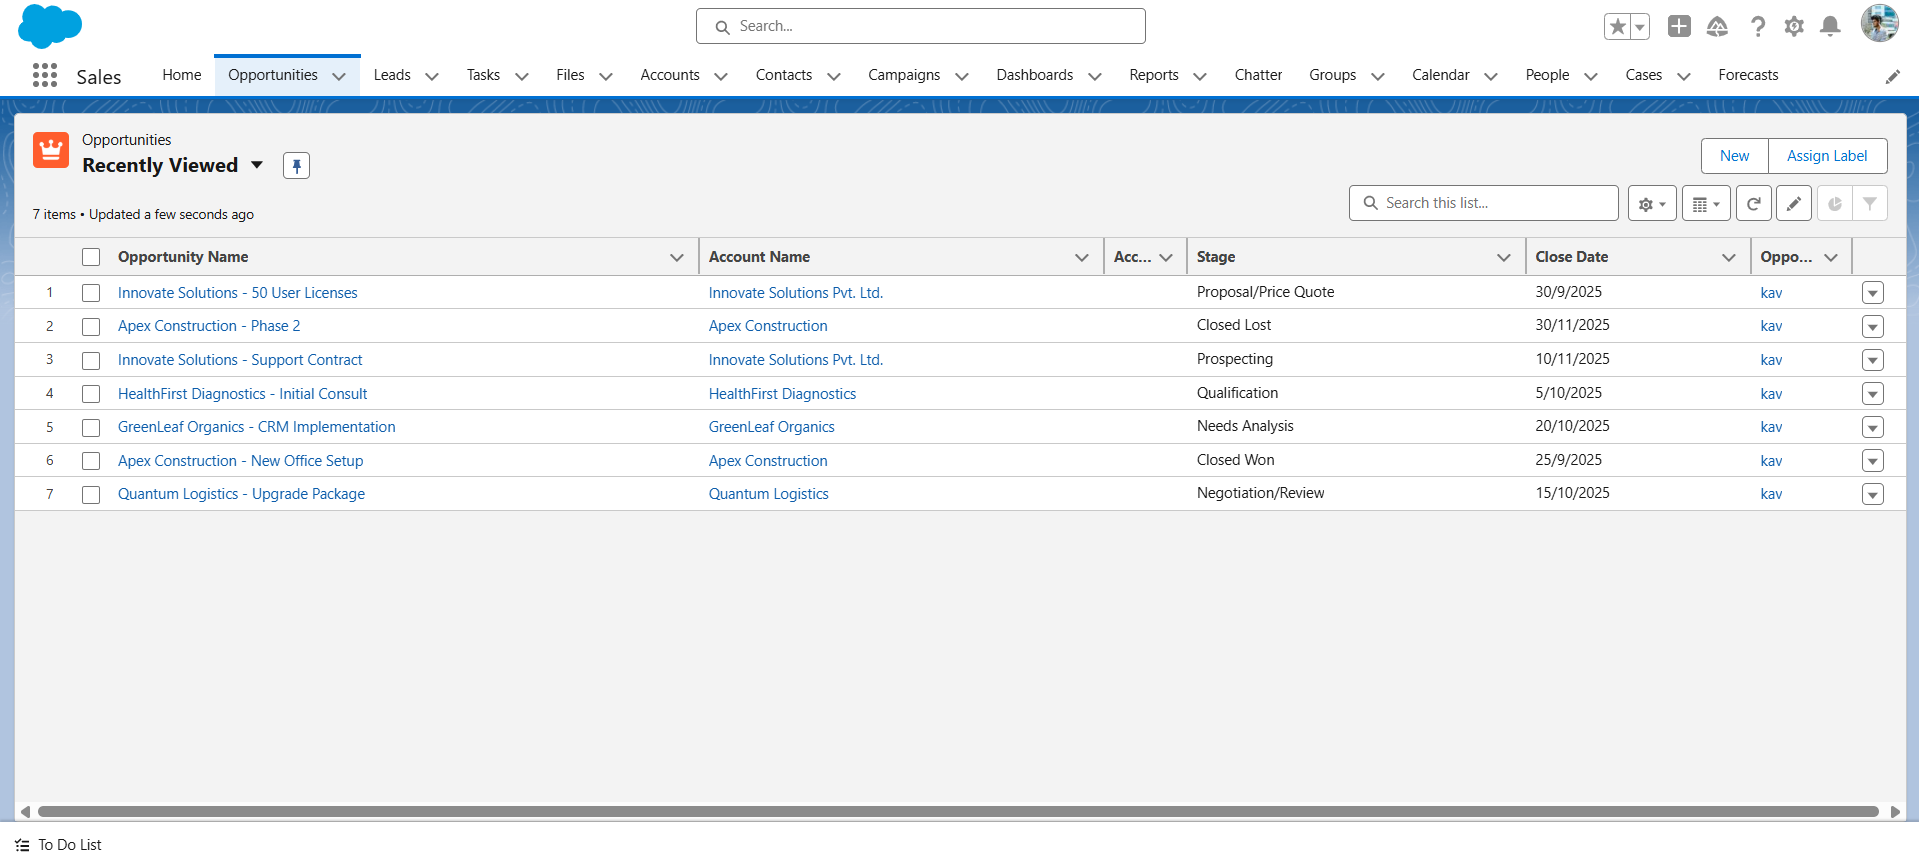 Search...
Sales Home Opportunities Leads Tasks Files Accounts Contacts Campaigns Dashboards Reports Chatter Groups Calendar People Cases Forecasts
Opportunities
Recently Viewed
New Assign Label
7 items • Updated a few seconds ago
Search this list...
Opportunity Name Account Name Acc... Stage Close Date Oppo...
1 Innovate Solutions - 50 User Licenses Innovate Solutions Pvt. Ltd. Proposal/Price Quote 30/9/2025 kav
2 Apex Construction - Phase 2 Apex Construction Closed Lost 30/11/2025 kav
3 Innovate Solutions - Support Contract Innovate Solutions Pvt. Ltd. Prospecting 10/11/2025 kav
4 HealthFirst Diagnostics - Initial Consult HealthFirst Diagnostics Qualification 5/10/2025 kav
5 GreenLeaf Organics - CRM Implementation GreenLeaf Organics Needs Analysis 20/10/2025 kav
6 Apex Construction - New Office Setup Apex Construction Closed Won 25/9/2025 kav
7 Quantum Logistics - Upgrade Package Quantum Logistics Negotiation/Review 15/10/2025 kav
To Do List